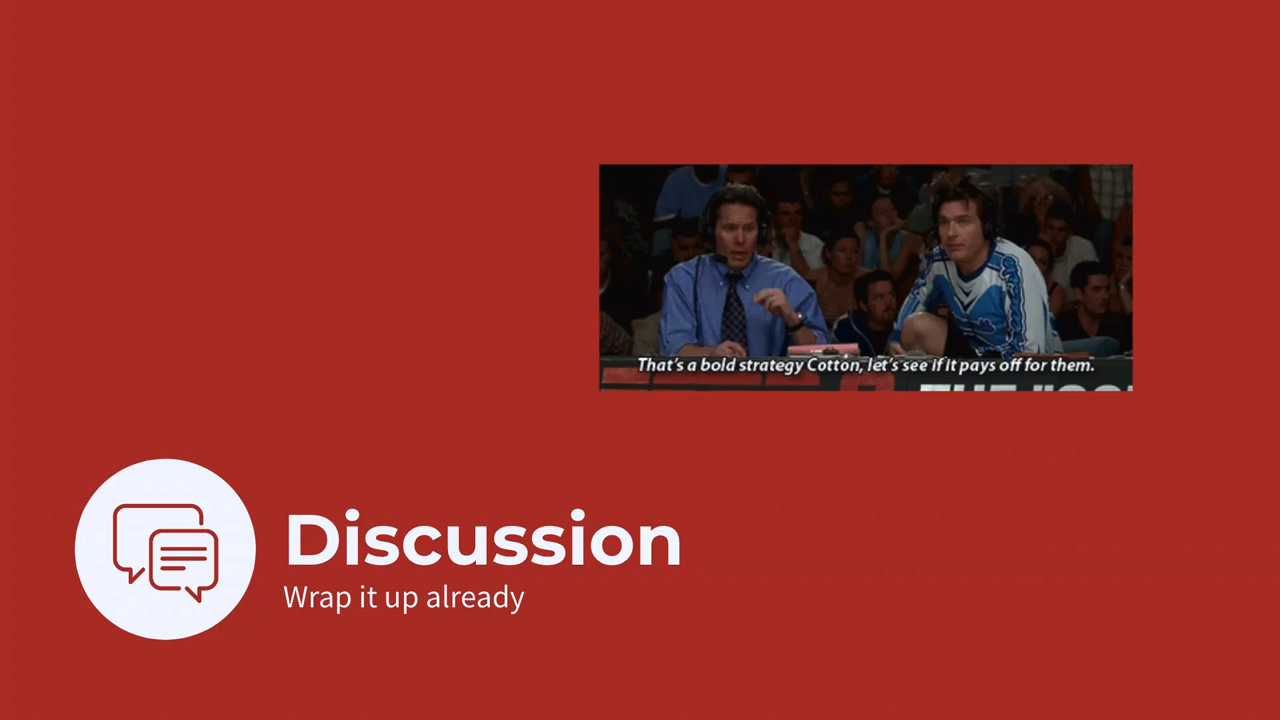 That's a bold strategy Cotton, let's see if it pays off for them.
Discussion
Wrap it up already